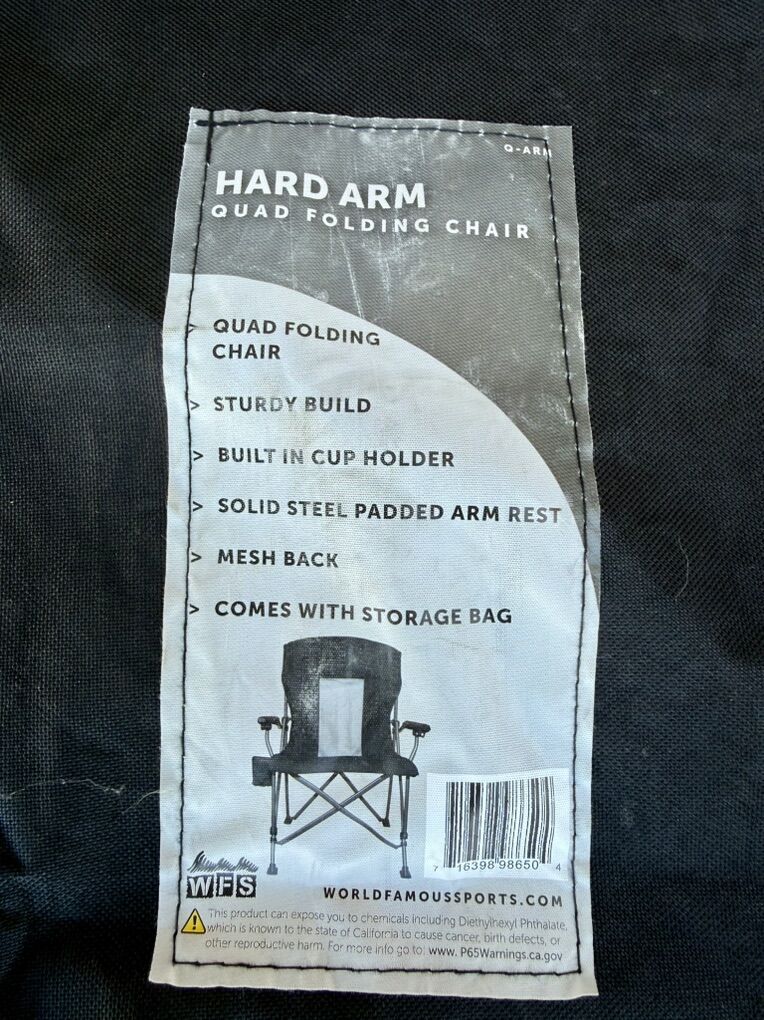 Q-ARM
HARD ARM
QUAD FOLDING CHAIR
> QUAD FOLDING
CHAIR
> STURDY BUILD
> BUILT IN CUP HOLDER
> SOLID STEEL PADDED ARM REST
> MESH BACK
> COMES WITH STORAGE BAG
7 16398 98650 4
WFS
WORLDFAMOUSSPORTS.COM
This product can expose you to chemicals including Diethylhexyl Phthalate,
which is known to the state of California to cause cancer, birth defects, or
other reproductive harm. For more info go to: www. P65Warnings.ca.gov